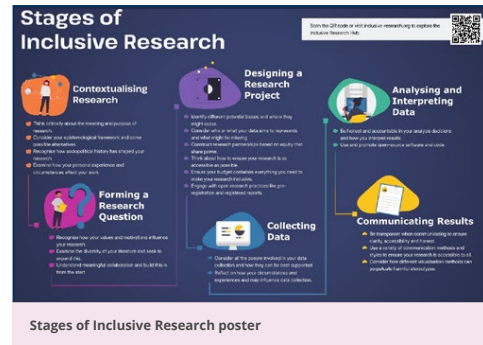 Stages of
Inclusive Research
Scan the QR code or visit inclusive-research.org to explore the
Inclusive Research Hub.
Contextualising
Research
Think critically about the meaning and purpose of
research.
Consider your epistemological framework and some
possible alternatives.
Recognise how sociopolitical history has shaped your
research.
Examine how your personal experience and
circumstances affect your work.
Forming a
Research
Question
Recognise how your values and motivations influence
your research.
Examine the diversity of your literature and seek to
expand this.
Understand meaningful collaboration and build this in
from the start.
Designing a
Research
Project
Identify different potential biases and where they
might occur.
Consider who or what your data aims to represent
and what might be missing.
Construct research partnerships based on equity that
share power.
Think about how to ensure your research is as
accessible as possible.
Ensure your budget contains everything you need to
make your research inclusive.
Engage with open research practices like pre-
registration and registered reports.
Collecting
Data
Consider all the people involved in your data
collection and how they can be best supported.
Reflect on how your circumstances and
experiences and may influence data collection.
Analysing and
Interpreting
Data
Be honest and accountable in your analysis decisions
and how you interpret results.
Use and promote open-source software and code.
Communicating Results
Be transparent when communicating to ensure
clarity, accessibility and honest
Use a variety of communication methods and
styles to ensure your research is accessible to all.
Consider how different visualisation methods can
perpetuate harmful stereotypes.
Stages of Inclusive Research poster